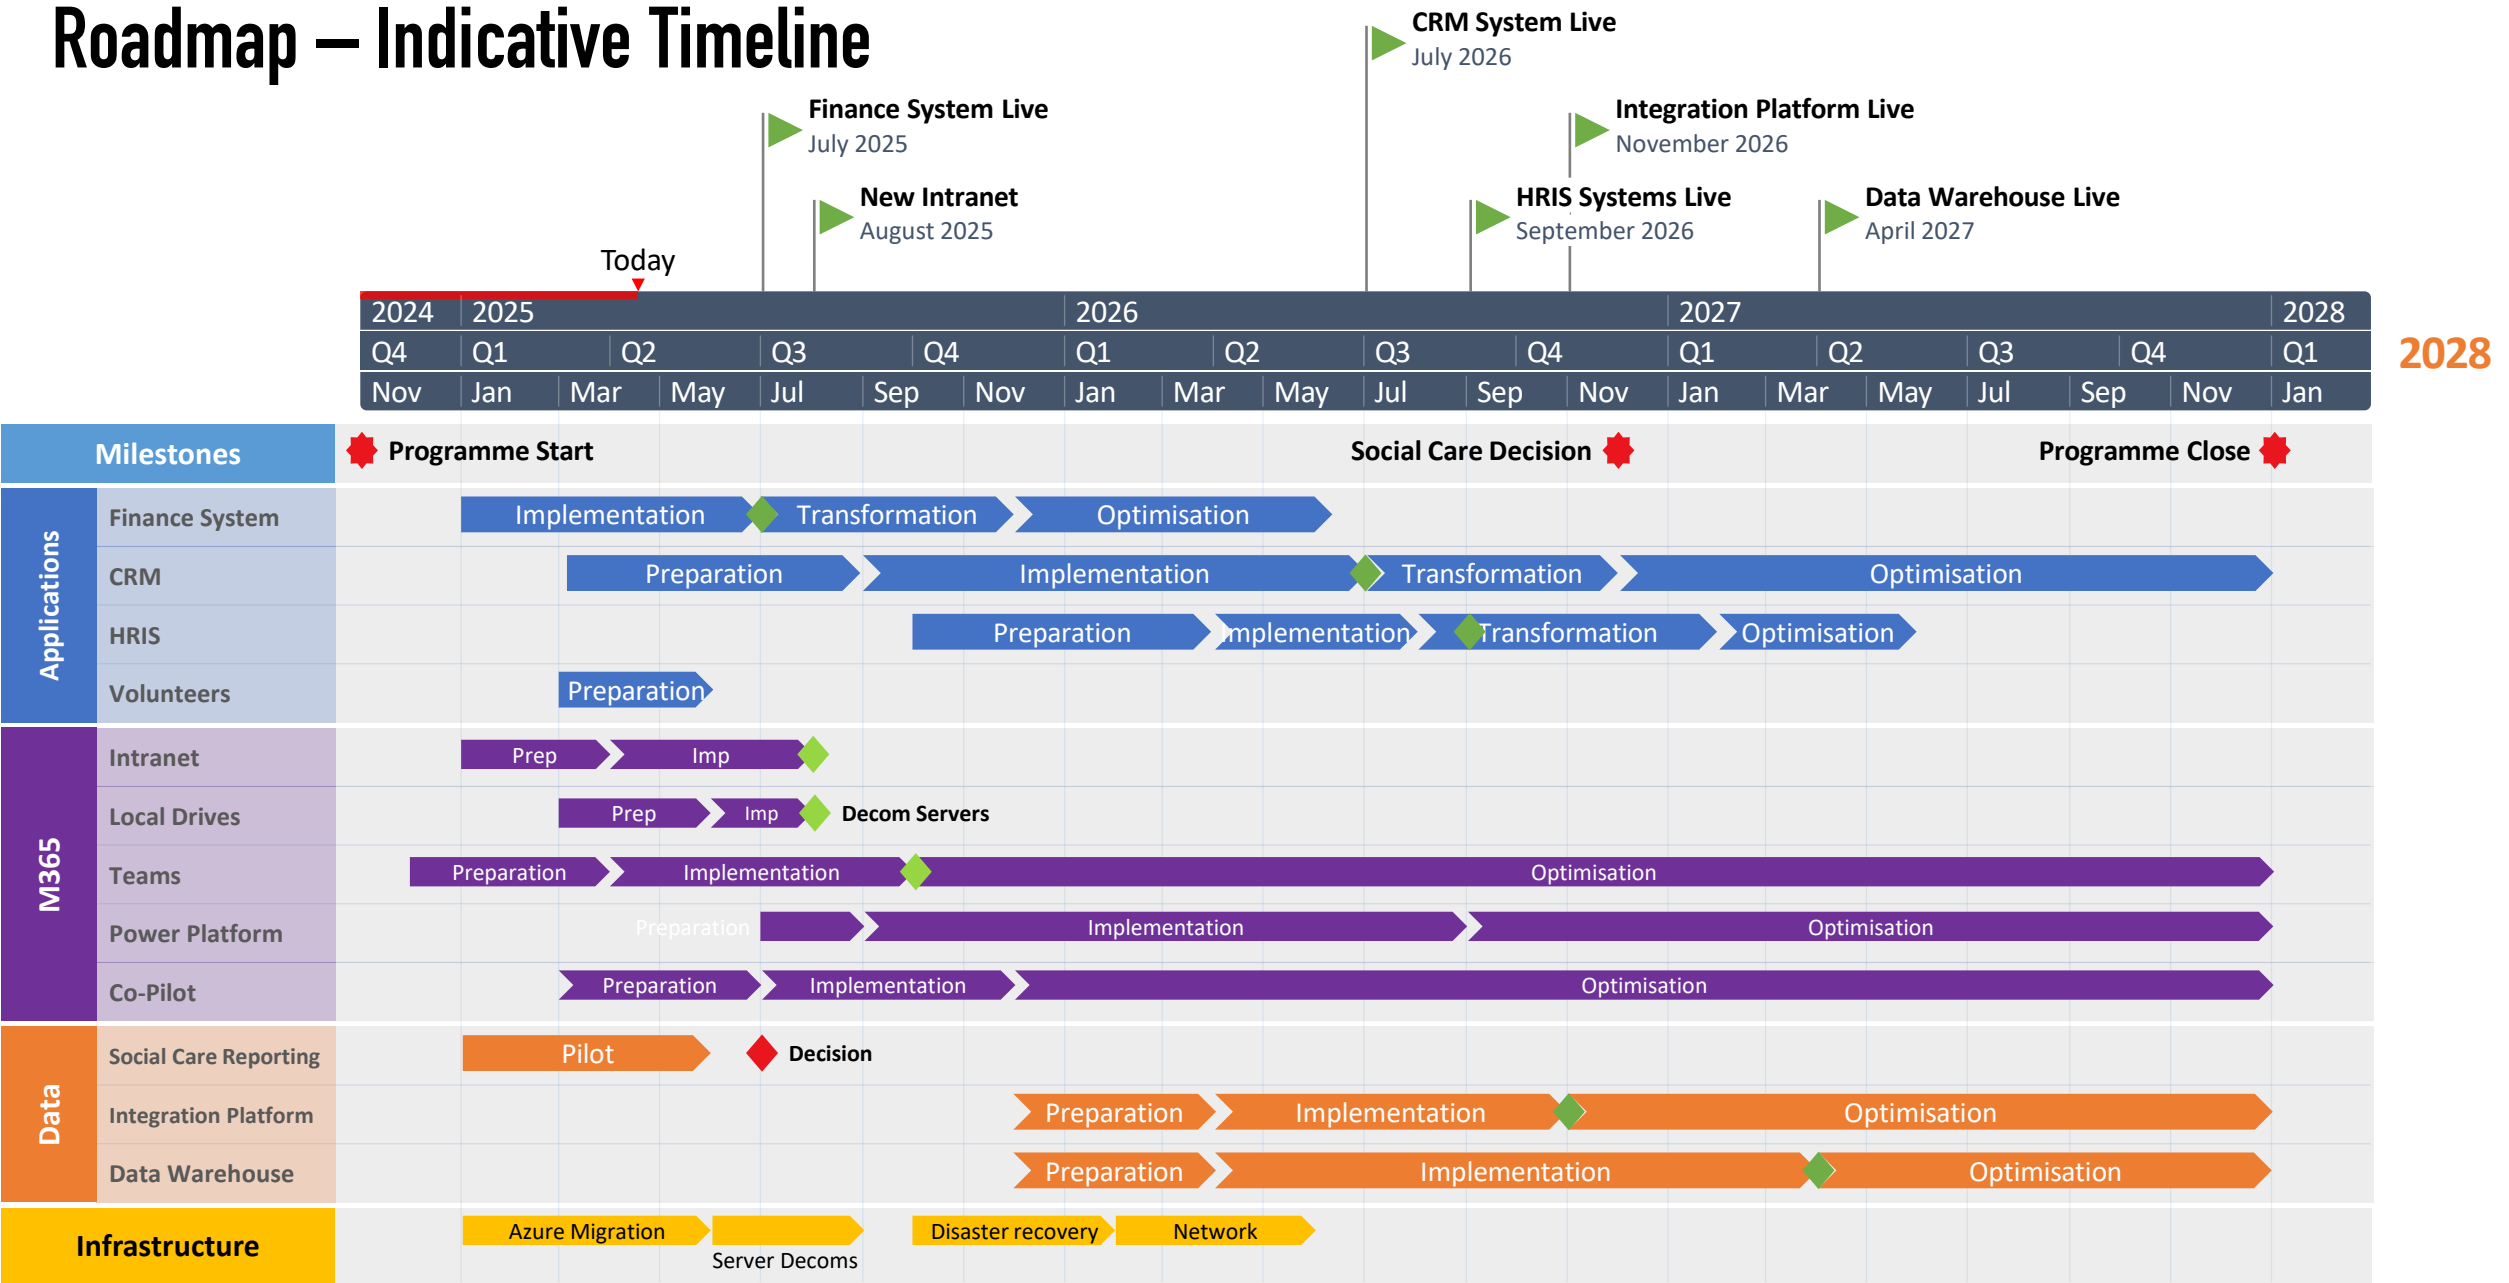 Roadmap – Indicative Timeline
CRM System Live
July 2026
Finance System Live
July 2025
Integration Platform Live
November 2026
New Intranet
August 2025
HRIS Systems Live
September 2026
Data Warehouse Live
April 2027
Today
2024 2025 2026 2027 2028
Q4 Q1 Q2 Q3 Q4 Q1 Q2 Q3 Q4 Q1 Q2 Q3 Q4 Q1
2028
Nov Jan Mar May Jul Sep Nov Jan Mar May Jul Sep Nov Jan Mar May Jul Sep Nov Jan
Milestones
Programme Start
Social Care Decision
Programme Close
Applications
Finance System
Implementation
Transformation
Optimisation
CRM
Preparation
Implementation
Transformation
Optimisation
HRIS
Preparation
Implementation
Transformation
Optimisation
Volunteers
Preparation
M365
Intranet
Prep
Imp
Local Drives
Prep
Imp
Decom Servers
Teams
Preparation
Implementation
Optimisation
Power Platform
Preparation
Implementation
Optimisation
Co-Pilot
Preparation
Implementation
Optimisation
Data
Social Care Reporting
Pilot
Decision
Integration Platform
Preparation
Implementation
Optimisation
Data Warehouse
Preparation
Implementation
Optimisation
Infrastructure
Azure Migration
Server Decoms
Disaster recovery
Network